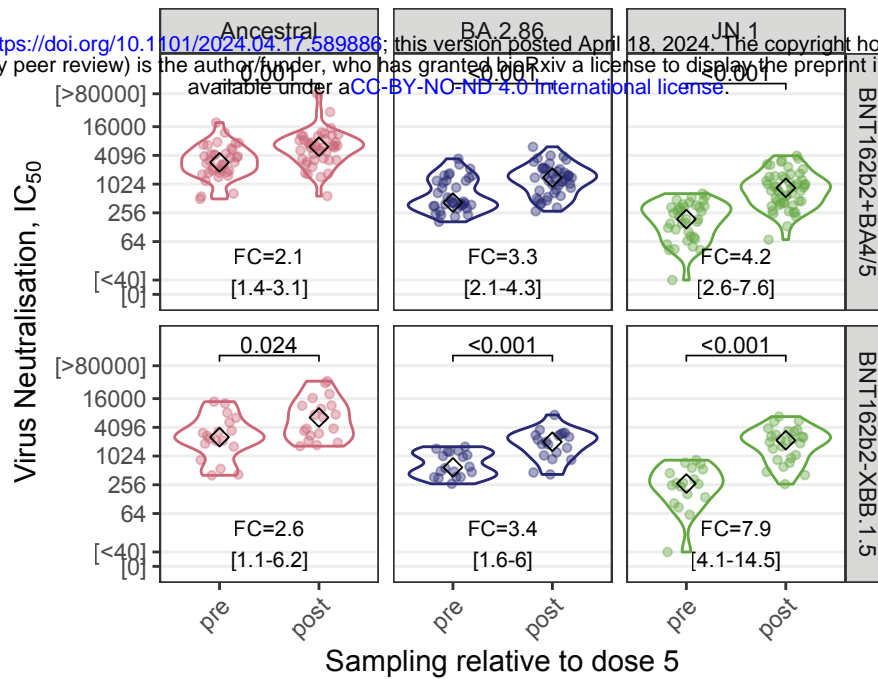 Ancestral BA.2.86 JN.1
tps://doi.org/10.1101/2024.04.17.589886; this version posted April 18, 2024. The copyright ho
y peer review) is the author/funder, who has granted bioRxiv a license to display the preprint i
available under aCC-BY-NO-ND 4.0 International license.
0.001 <0.001 <0.001
[>80000]
16000
4096
1024
256
64
[<40]
[0]
FC=2.1 FC=3.3 FC=4.2
[1.4-3.1] [2.1-4.3] [2.6-7.6]
BNT162b2+BA4/5
0.024 <0.001 <0.001
[>80000]
16000
4096
1024
256
64
[<40]
[0]
FC=2.6 FC=3.4 FC=7.9
[1.1-6.2] [1.6-6] [4.1-14.5]
BNT162b2-XBB.1.5
Virus Neutralisation, IC50
pre post pre post pre post
Sampling relative to dose 5